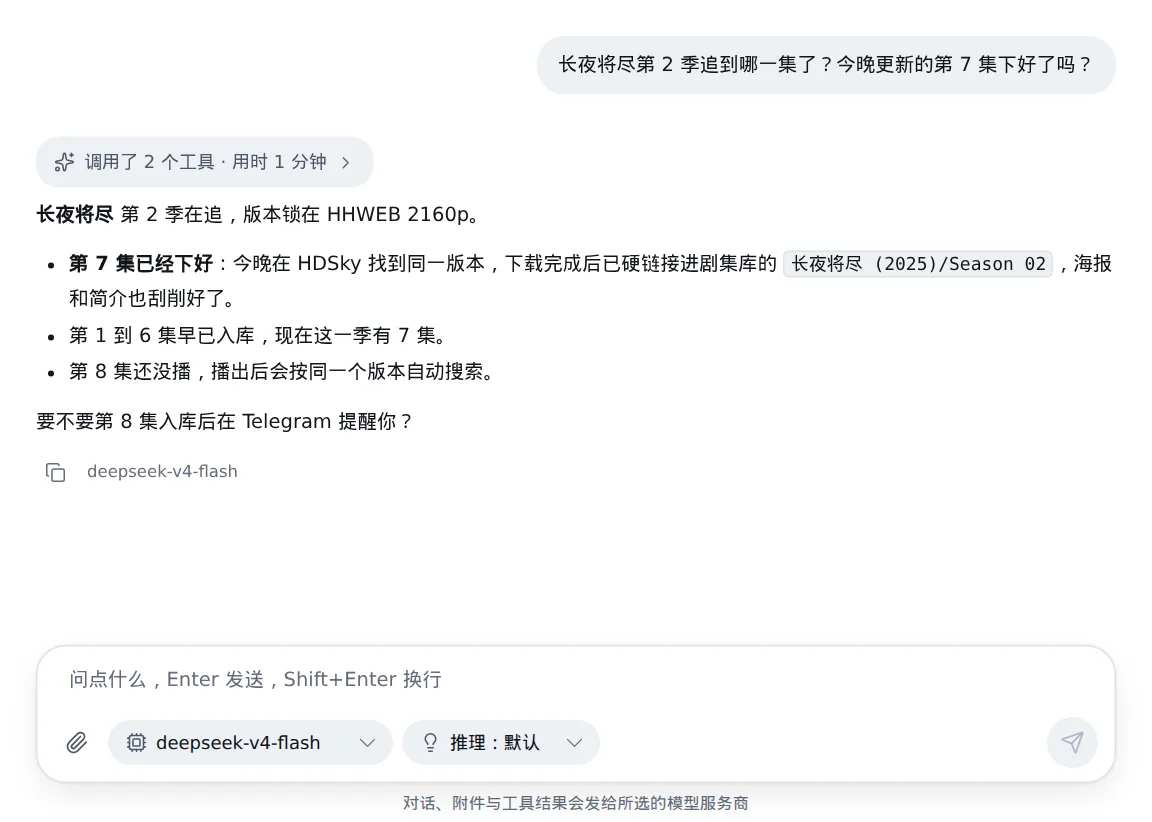 长夜将尽第 2 季追到哪一集了？今晚更新的第 7 集下好了吗？
调用了 2 个工具 · 用时 1 分钟
长夜将尽 第 2 季在追，版本锁在 HHWEB 2160p。
• 第 7 集已经下好：今晚在 HDSky 找到同一版本，下载完成后已硬链接进剧集库的 长夜将尽 (2025)/Season 02 ，海报
和简介也刮削好了。
• 第 1 到 6 集早已入库，现在这一季有 7 集。
• 第 8 集还没播，播出后会按同一个版本自动搜索。
要不要第 8 集入库后在 Telegram 提醒你？
deepseek-v4-flash
问点什么，Enter 发送，Shift+Enter 换行
deepseek-v4-flash 推理：默认
对话、附件与工具结果会发给所选的模型服务商